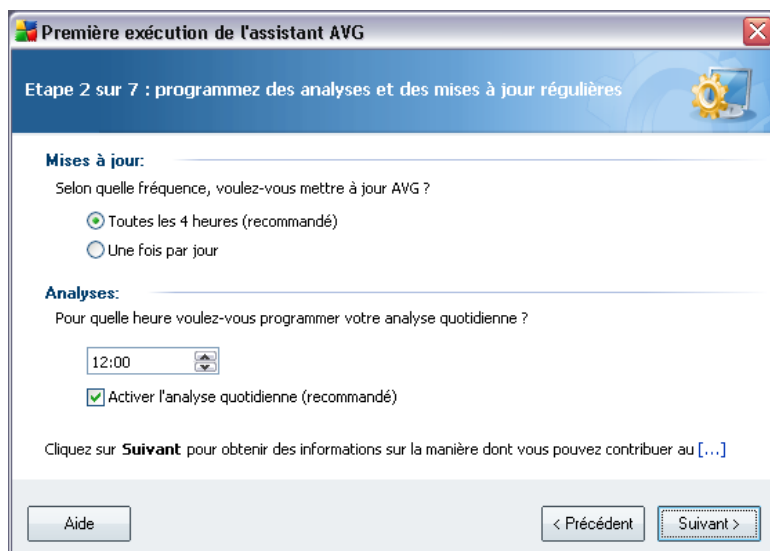 Première exécution de l'assistant AVG
Etape 2 sur 7 : programmez des analyses et des mises à jour régulières
Mises à jour:
Selon quelle fréquence, voulez-vous mettre à jour AVG ?
Toutes les 4 heures (recommandé)
Une fois par jour
Analyses:
Pour quelle heure voulez-vous programmer votre analyse quotidienne ?
12:00
Activer l'analyse quotidienne (recommandé)
Cliquez sur Suivant pour obtenir des informations sur la manière dont vous pouvez contribuer au [...]
Aide
< Précédent
Suivant >